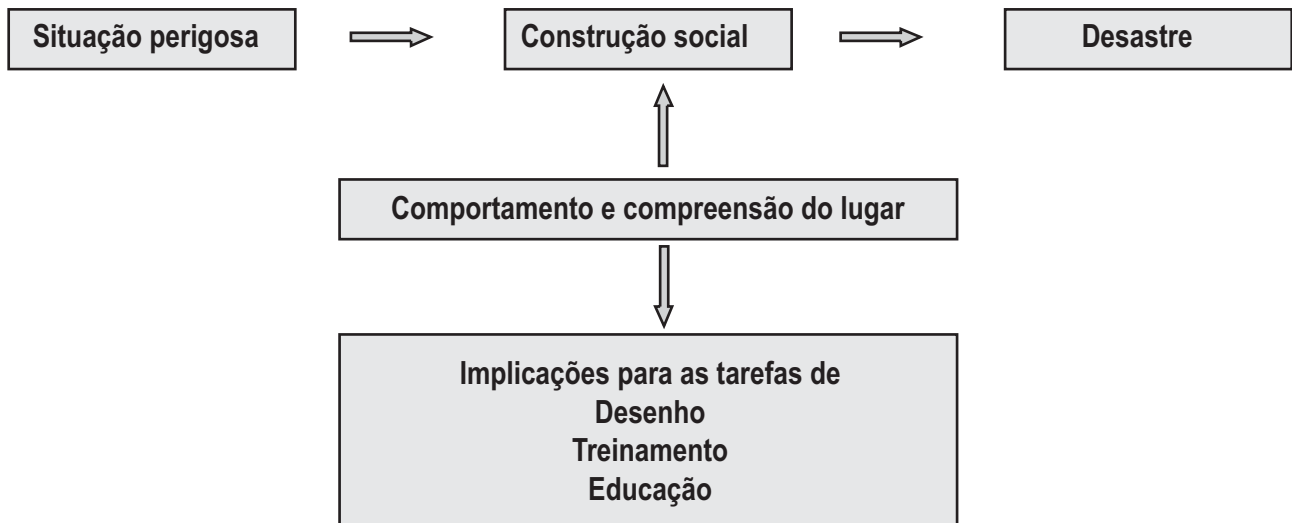 Situação perigosa
Construção social
Desastre
Comportamento e compreensão do lugar
Implicações para as tarefas de
Desenho
Treinamento
Educação